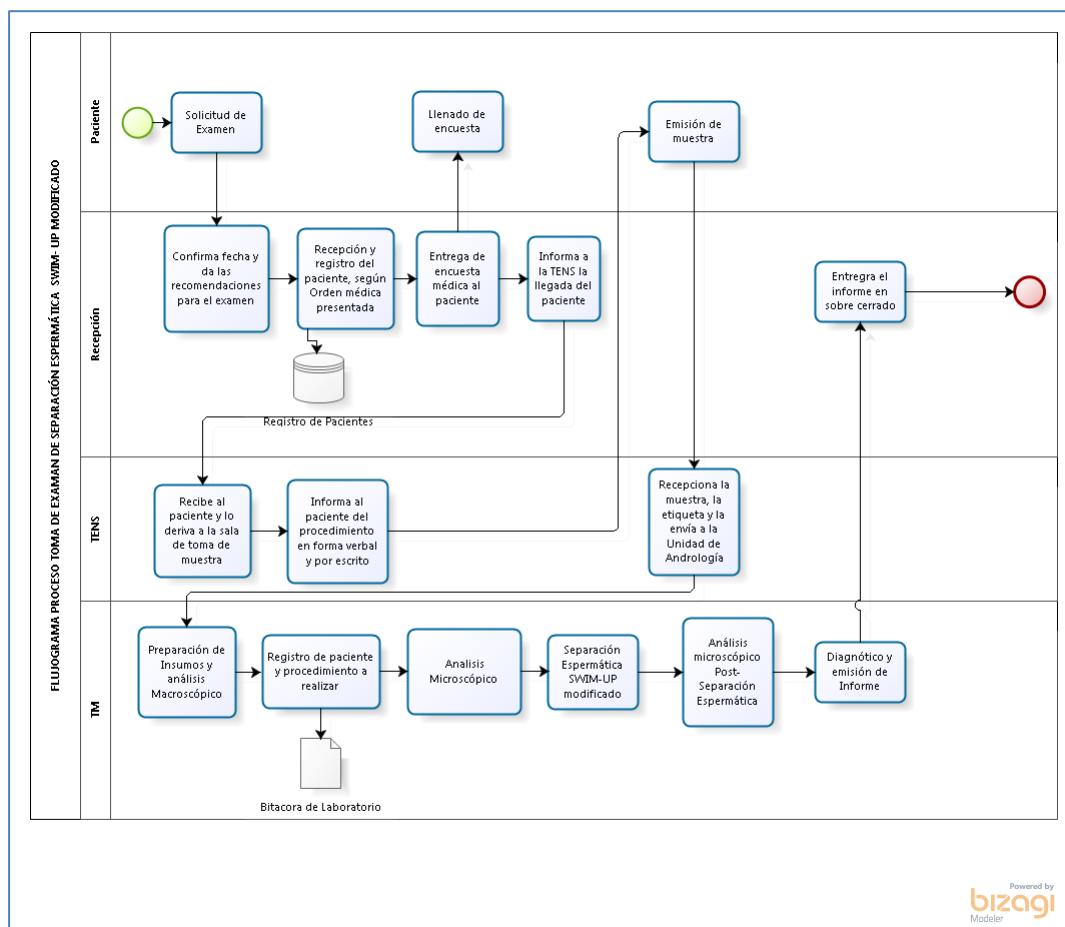 FLUJOGRAMA PROCESO TOMA DE EXAMAN DE SEPARACIÓN ESPERMÁTICA SWIM- UP MODIFICADO
Paciente
Solicitud de
Examen
Llenado de
encuesta
Emisión de
muestra
Recepción
Confirma fecha y
da las
recomendaciones
para el examen
Recepción y
registro del
paciente, según
Orden médica
presentada
Entrega de
encuesta
médica al
paciente
Informa a
la TENS la
llegada del
paciente
Entregra el
informe en
sobre cerrado
Registro de Pacientes
TENS
Recibe al
paciente y lo
deriva a la sala
de toma de
muestra
Informa al
paciente del
procedimiento
en forma verbal
y por escrito
Recepciona la
muestra, la
etiqueta y la
envía a la
Unidad de
Andrología
TM
Preparación de
Insumos y
análisis
Macroscópico
Registro de paciente
y procedimiento a
realizar
Analisis
Microscópico
Separación
Espermática
SWIM-UP
modificado
Análisis
microscópico
Post-
Separación
Espermática
Diagnótico y
emisión de
Informe
Bitacora de Laboratorio
Powered by
bizagi
Modeler